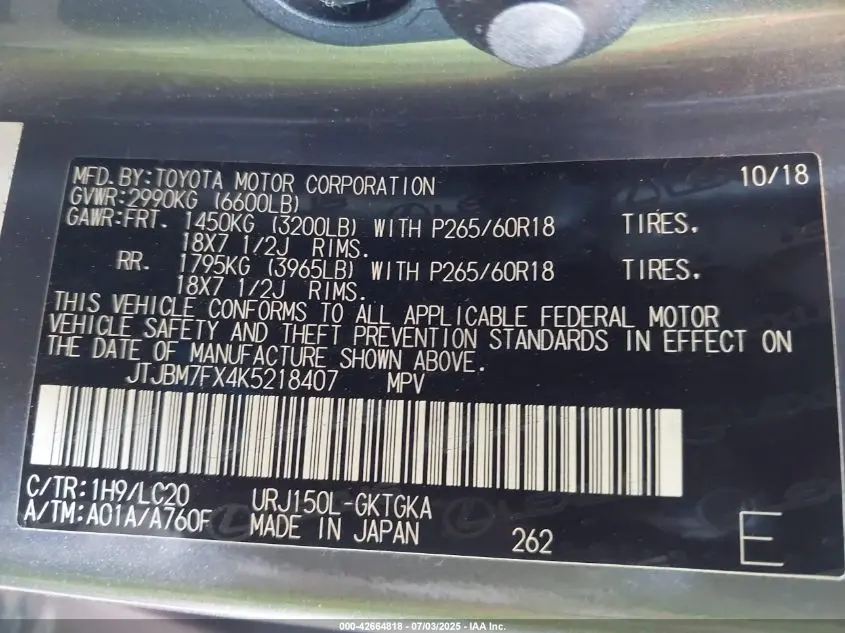 MFD. BY: TOYOTA MOTOR CORPORATION 10/18
GVWR: 2990KG (6600LB)
GAWR: FRT. 1450KG (3200LB) WITH P265/60R18 TIRES.
18X7 1/2J RIMS.
RR. 1795KG (3965LB) WITH P265/60R18 TIRES.
18X7 1/2J RIMS.
THIS VEHICLE CONFORMS TO ALL APPLICABLE FEDERAL MOTOR
VEHICLE SAFETY AND THEFT PREVENTION STANDARDS IN EFFECT ON
THE DATE OF MANUFACTURE SHOWN ABOVE.
JTJBM7FX4K5218407 MPV
C/TR: 1H9/LC20 URJ150L-GKTGKA
A/TM: A01A/A760F MADE IN JAPAN 262 E
000-42664818 - 07/03/2025 - IAA Inc.